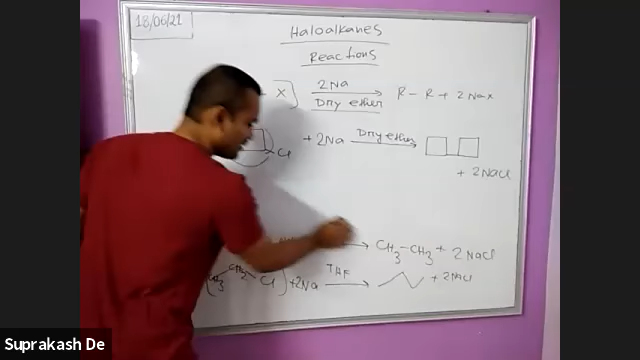 18/06/21
Haloalkanes
Reactions
X ) 2Na R - R + 2NaX
Dry ether
Cl + 2Na Dry ether
+ 2NaCl
CH3-CH3 + 2NaCl
CH2 Cl ) + 2Na THF + 2NaCl
Suprakash De